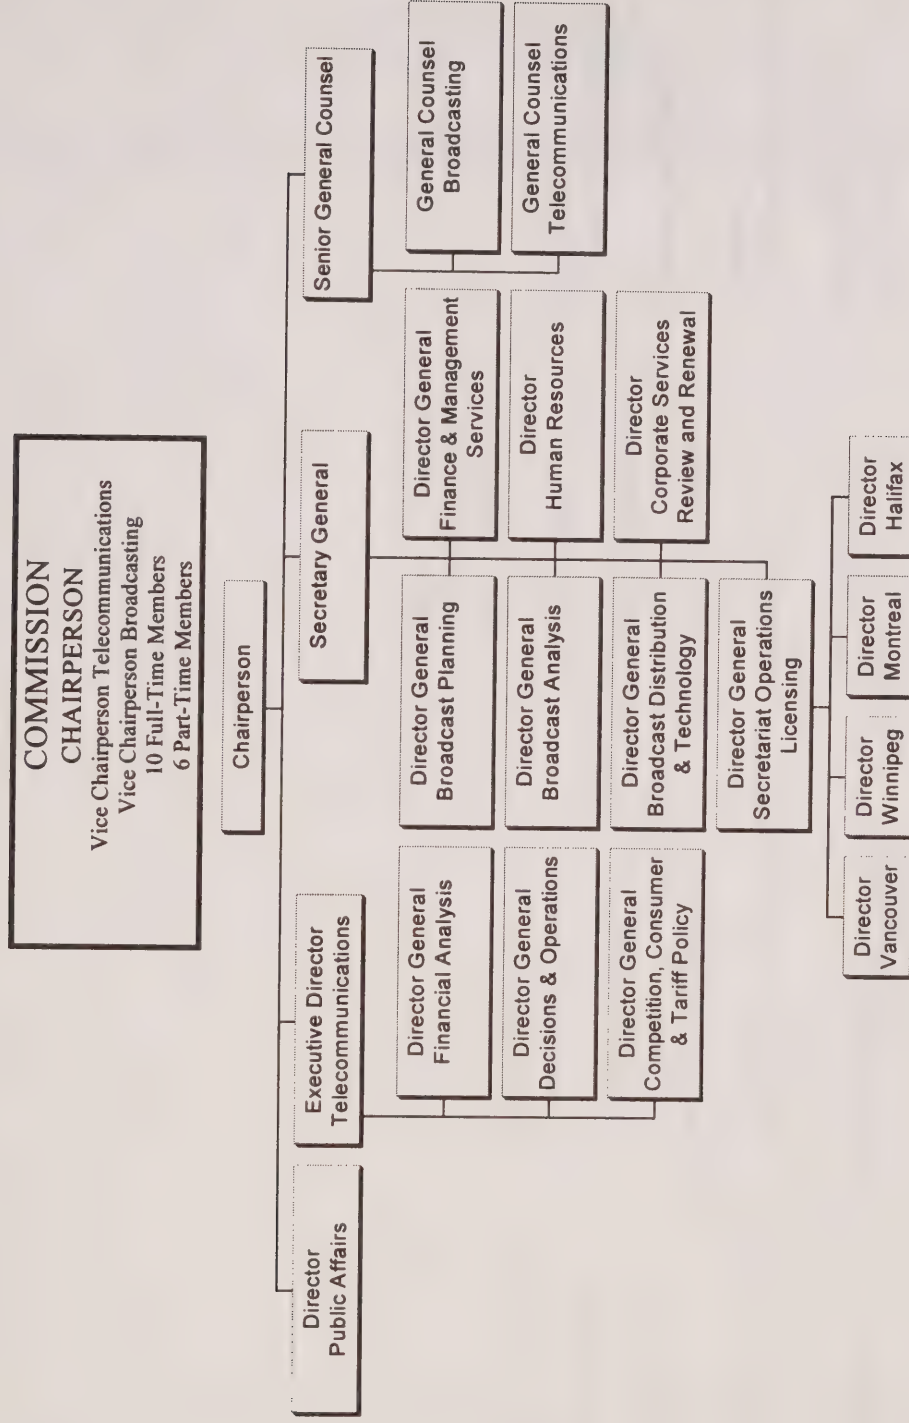 COMMISSION
CHAIRPERSON
Vice Chairperson Telecommunications
Vice Chairperson Broadcasting
10 Full-Time Members
6 Part-Time Members
Chairperson
Director
Public Affairs
Executive Director
Telecommunications
Secretary General
Senior General Counsel
Director General
Financial Analysis
Director General
Decisions & Operations
Director General
Competition, Consumer
& Tariff Policy
Director General
Broadcast Planning
Director General
Broadcast Analysis
Director General
Broadcast Distribution
& Technology
Director General
Secretariat Operations
Licensing
Director General
Finance & Management
Services
Director
Human Resources
Director
Corporate Services
Review and Renewal
General Counsel
Broadcasting
General Counsel
Telecommunications
Director
Vancouver
Director
Winnipeg
Director
Montreal
Director
Halifax